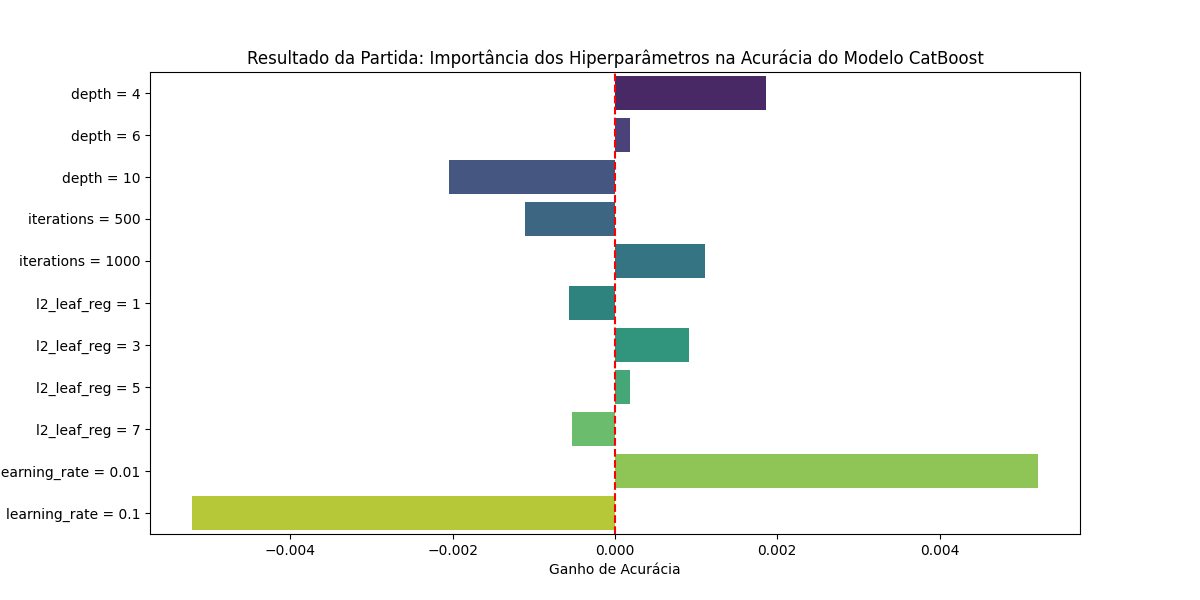 Resultado da Partida: Importância dos Hiperparâmetros na Acurácia do Modelo CatBoost
depth = 4
depth = 6
depth = 10
iterations = 500
iterations = 1000
l2_leaf_reg = 1
l2_leaf_reg = 3
l2_leaf_reg = 5
l2_leaf_reg = 7
earning_rate = 0.01
learning_rate = 0.1
−0.004 −0.002 0.000 0.002 0.004
Ganho de Acurácia